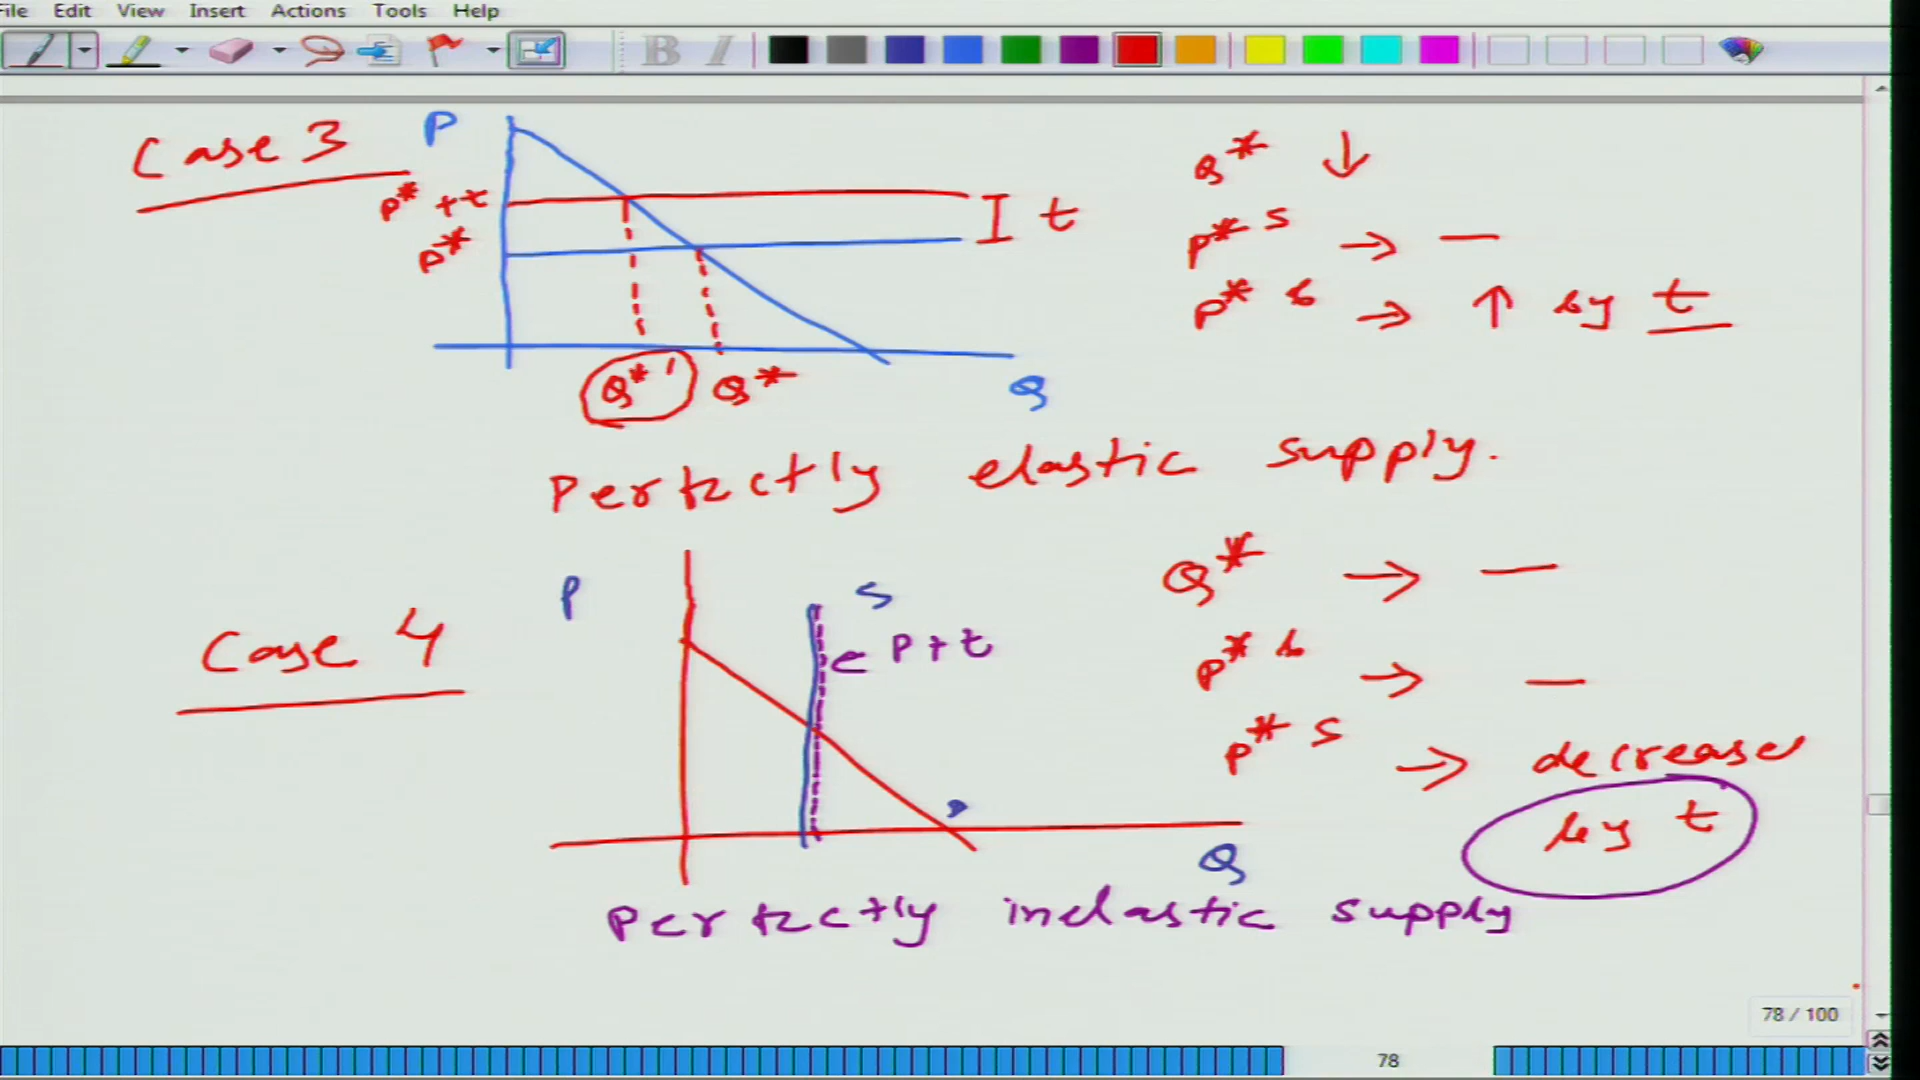 File Edit View Insert Actions Tools Help
B I
Case 3
P
P* + t
P*
t
Q*' Q*
Q
Q* ↓
P* s → —
P* b → ↑ by t
Perfectly elastic supply.
Case 4
P
S
← P + t
Q
Q* → —
P* b → —
P* s → decreases
by t
Perfectly inelastic supply
78 / 100
78